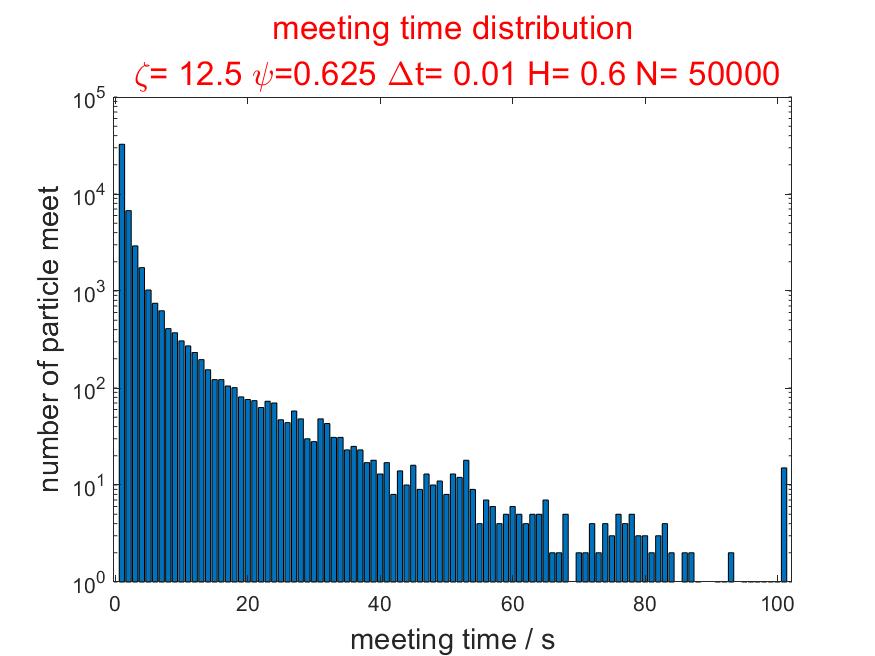 meeting time distribution
ζ= 12.5 ψ=0.625 Δt= 0.01 H= 0.6 N= 50000
10^5
10^4
10^3
10^2
10^1
10^0
number of particle meet
0 20 40 60 80 100
meeting time / s